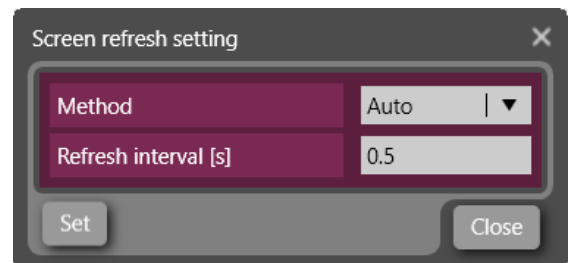 Screen refresh setting
Method Auto
Refresh interval [s] 0.5
Set Close